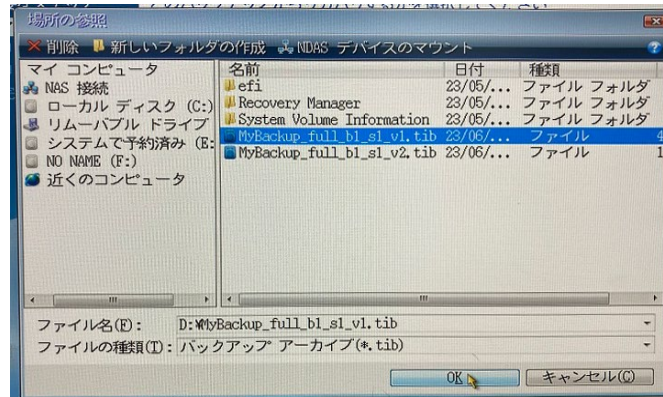 場所の参照
削除 新しいフォルダの作成 NDAS デバイスのマウント
マイ コンピュータ
NAS 接続
ローカル ディスク (C:)
リムーバブル ドライブ
システムで予約済み (E:
NO NAME (F:)
近くのコンピュータ
名前 日付 種類
efi 23/05/... ファイル フォルダ
Recovery Manager 23/05/... ファイル フォルダ
System Volume Information 23/05/... ファイル フォルダ
MyBackup_full_b1_s1_v1.tib 23/06/... ファイル 4
MyBackup_full_b1_s1_v2.tib 23/06/... ファイル 1
ファイル名(F): D:¥MyBackup_full_b1_s1_v1.tib
ファイルの種類(T): バックアップ アーカイブ(*.tib)
OK キャンセル(C)